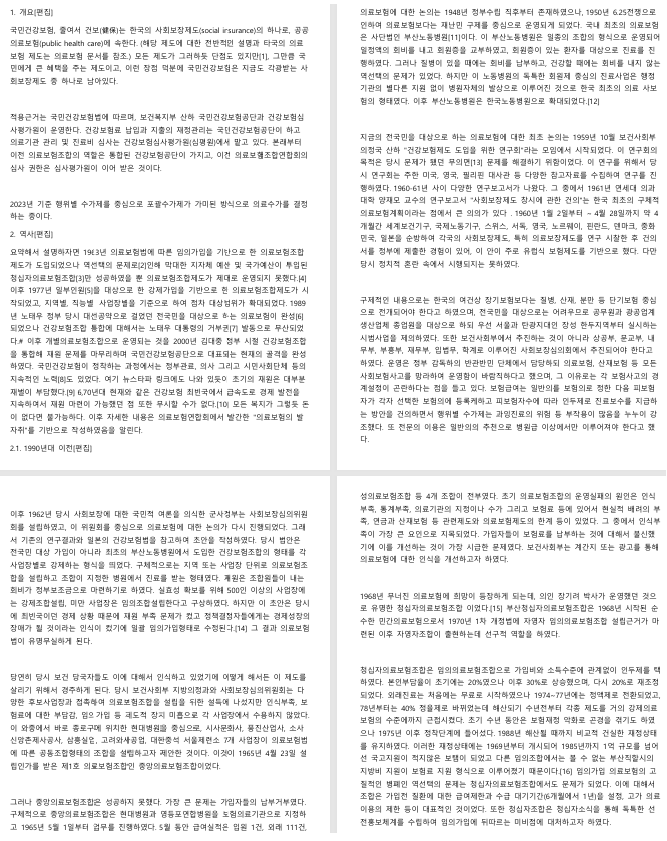 1. 개요[편집]
국민건강보험, 줄여서 건보(健保)는 한국의 사회보장제도(social insurance)의 하나로, 공공
의료보험(public health care)에 속한다. (해당 제도에 대한 전반적인 설명과 타국의 의료
보험 제도는 의료보험 문서를 참조.) 모든 제도가 그러하듯 단점도 있지만[1], 그만큼 국
민에게 큰 혜택을 주는 제도이고, 이런 장점 덕분에 국민건강보험은 지금도 각광받는 사
회보장제도 중 하나로 남아있다.
적용근거는 국민건강보험법에 따르며, 보건복지부 산하 국민건강보험공단과 건강보험심
사평가원이 운영한다. 건강보험료 납입과 지출의 재정관리는 국민건강보험공단이 하고
의료기관 관리 및 진료비 심사는 건강보험심사평가원(심평원)에서 맡고 있다. 본래부터
이전 의료보험조합의 역할은 통합된 건강보험공단이 가지고, 이전 의료보험조합연합회의
심사 권한은 심사평가원이 이어 받은 것이다.
2023년 기준 행위별 수가제를 중심으로 포괄수가제가 가미된 방식으로 의료수가를 결정
하는 중이다.
2. 역사[편집]
요약해서 설명하자면 1963년 의료보험법에 따른 임의가입을 기반으로 한 의료보험조합
제도가 도입되었으나 역선택의 문제로[2]인해 막대한 지자체 예산 및 국가예산이 투입된
청십자의료보험조합[3]만 성공하였을 뿐 의료보험조합제도가 제대로 운영되지 못했다.[4]
이후 1977년 일부인원[5]을 대상으로 한 강제가입을 기반으로 한 의료보험조합제도가 시
작되었고, 지역별, 직능별 사업장별을 기준으로 하여 점차 대상범위가 확대되었다. 1989
년 노태우 정부 당시 대선공약으로 걸었던 전국민을 대상으로 하는 의료보험이 완성[6]
되었으나 건강보험조합 통합에 대해서는 노태우 대통령의 거부권[7] 발동으로 무산되었
다.# 이후 개별의료보험조합으로 운영되는 것을 2000년 김대중 정부 시절 건강보험조합
을 통합해 재원 문제를 마무리하며 국민건강보험공단으로 대표돼는 현재의 골격을 완성
하였다. 국민건강보험이 정착하는 과정에서는 정부관료, 의사 그리고 시민사회단체 등의
지속적인 노력[8]도 있었다. 여기 뉴스타파 링크에도 나와 있듯이 초기의 재원은 대부분
재벌이 부담했다.[9] 6,70년대 현재와 같은 건강보험 최빈국에서 급속도로 경제 발전을
지속하여서 재원 마련이 가능했던 점 또한 무시할 수가 없다.[10] 모든 복지가 그렇듯 돈
이 없다면 불가능하다. 이후 자세한 내용은 의료보험연합회에서 발간한 "의료보험의 발
자취"를 기반으로 작성하였음을 알린다.
2.1. 1990년대 이전[편집]
의료보험에 대한 논의는 1948년 정부수립 직후부터 존재하였으나, 1950년 6.25전쟁으로
인하여 의료보험보다는 재난민 구제를 중심으로 운영되게 되었다. 국내 최초의 의료보험
은 사단법인 부산노동병원[11]이다. 이 부산노동병원은 일종의 조합의 형식으로 운영되어
일정액의 회비를 내고 회원증을 교부하였고, 회원증이 있는 환자를 대상으로 진료를 진
행하였다. 그러나 질병이 있을 때에는 회비를 납부하고, 건강할 때에는 회비를 내지 않는
역선택의 문제가 있었다. 하지만 이 노동병원의 독특한 회원제 중심의 진료사업은 행정
기관의 별다른 지원 없이 병원자체의 발상으로 이루어진 것으로 한국 최초의 의료 사보
험의 형태였다. 이후 부산노동병원은 한국노동병원으로 확대되었다.[12]
지금의 전국민을 대상으로 하는 의료보험에 대한 최초 논의는 1959년 10월 보건사회부
의정국 산하 "건강보험제도 도입을 위한 연구회"라는 모임에서 시작되었다. 이 연구회의
목적은 당시 문제가 됐던 무의면[13] 문제를 해결하기 위함이었다. 이 연구를 위해서 당
시 연구회는 주한 미국, 영국, 필리핀 대사관 등 다양한 참고자료를 수집하여 연구를 진
행하였다. 1960-61년 사이 다양한 연구보고서가 나왔다. 그 중에서 1961년 연세대 의과
대학 양재모 교수의 연구보고서 "사회보장제도 창시에 관한 건의"는 한국 최초의 구체적
의료보험계획이라는 점에서 큰 의의가 있다 . 1960년 1월 2일부터 ~ 4월 28일까지 약 4
개월간 세계보건기구, 국제노동기구, 스위스, 서독, 영국, 노르웨이, 핀란드, 덴마크, 중화
민국, 일본을 순방하여 각국의 사회보장제도, 특히 의료보장제도를 연구 시찰한 후 건의
서를 정부에 제출한 경험이 있어, 이 안이 주로 유럽식 보험제도를 기반으로 했다. 다만
당시 정치적 혼란 속에서 시행되지는 못하였다.
구제적인 내용으로는 한국의 여건상 장기보험보다는 질병, 산재, 분만 등 단기보험 중심
으로 전개되어야 한다고 하였으며, 전국민을 대상으로는 어려우므로 공무원과 광공업계
생산업체 종업원을 대상으로 하되 우선 서울과 탄광지대인 장성 한두지역부터 실시하는
시범사업을 제의하였다. 또한 보건사회부에서 추진하는 것이 아니라 상공부, 문교부, 내
무부, 부흥부, 재무부, 입법부, 학계로 이루어진 사회보장심의회에서 추진되어야 한다고
하였다. 운영은 정부 감독하의 반관반민 단체에서 담당하되 의료보험, 산재보험 등 모든
사회보험사고를 망라하여 운영함이 바람직하다고 했으며, 그 이유로는 각 보험사고의 경
계설정이 곤란하다는 점을 들고 있다. 보험급여는 일반의를 보험의로 정한 다음 피보험
자가 각자 선택한 보험의에 등록케하고 피보험자수에 따라 인두제로 진료보수를 지급하
는 방안을 건의하면서 행위별 수가제는 과잉진료의 위험 등 부작용이 많음을 누누이 강
조했다. 또 전문의 이용은 일반의의 추천으로 병원급 이상에서만 이루어져야 한다 했
다.
이후 1962년 당시 사회보장에 대한 국민적 여론을 의식한 군사정부는 사회보장심의위원
회를 설립하였고, 이 위원회를 중심으로 의료보험에 대한 논의가 다시 진행되었다. 그래
서 기존의 연구결과와 일본의 건강보험법을 참고하여 초안을 작성하였다. 당시 법안은
전국민 대상 가입이 아니라 최초의 부산노동병원에서 도입한 건강보험조합의 형태를 각
사업장별로 강제하는 형식을 띄었다. 구체적으로는 지역 또는 사업장 단위로 의료보험조
합을 설립하고 조합이 지정한 병원에서 진료를 받는 형태였다. 재원은 조합원들이 내는
회비가 정부보조금으로 마련하기로 하였다. 실효성 확보를 위해 500인 이상의 사업장에
는 강제조합설립, 미만 사업장은 임의조합설립한다고 구상하였다. 하지만 이 초안은 당시
에 최빈국이던 경제 상황 때문에 재원 부족 문제가 컸고 정책결정자들에게는 경제성장의
장애가 될 것이라는 인식이 컸기에 일괄 임의가입형태로 수정된다.[14] 그 결과 의료보험
법이 유명무실하게 된다.
당연히 당시 보건 당국자들도 이에 대해서 인식하고 있었기에 어떻게 해서든 이 제도를
살리기 위해서 경주하게 된다. 당시 보건사회부 지방의정과와 사회보장심의위원회는 다
양한 후보사업장과 접촉하여 의료보험조합을 설립을 위한 설득에 나섰지만 인식부족, 보
험료에 대한 부담감, 임의가입 등 제도적 장치 미흡으로 각 사업장에서 수용하지 않았다.
이 와중에서 바로 종로구에 위치한 현대병원을 중심으로, 시사문화사, 풍진산업사, 소사
신앙촌제사공사, 삼흥실업, 고려와사공업, 대한중석 서울제련소 7개 사업장이 의료보험법
에 따른 공동조합형태의 조합을 설립하고자 제안한 것이다. 이것이 1965년 4월 23일 설
립인가를 받은 제1호 의료보험조합인 중앙의료보험조합이었다.
그러나 중앙의료보험조합은 성공하지 못했다. 가장 큰 문제는 가입자들의 납부거부였다.
구체적으로 중앙의료보험조합은 현대병원과 영등포연합병원을 보험의료기관으로 지정하
고 1965년 5월 1일부터 업무를 진행하였다. 5월 동안 급여실적은 입원 1건, 외래 111건,
성의료보험조합 등 4개 조합이 전부였다. 초기 의료보험조합의 운영실패의 원인은 인식
부족, 통계부족, 의료기관의 지정이나 수가 그리고 보험료 등에 있어서 현실적 배려의 부
족, 연금과 산재보험 등 관련제도와 의료보험제도의 한계 등이 있었다. 그 중에서 인식부
족이 가장 큰 요인으로 지목되었다. 가입자들이 보험료를 납부하는 것에 대해서 불신했
기에 이를 개선하는 것이 가장 시급한 문제였다. 보건사회부는 계간지 또는 광고를 통해
의료보험에 대한 인식을 개선하고자 하였다.
1968년 무너진 의료보험에 희망이 등장하게 되는데, 의인 장기려 박사가 운영했던 것으
로 유명한 청십자의료보험조합 이었다.[15] 부산청십자의료보험조합은 1968년 시작된 순
수한 민간의료보험으로서 1970년 1차 개정법에 자영자 임의의료보험조합 설립근거가 마
련된 이후 자영자조합이 출현하는데 선구적 역할을 하였다.
청십자의료보험조합은 임의의료보험조합으로 가입비와 소득수준에 관계없이 인두제를 택
하였다. 본인부담율이 초기에는 20%였으나 이후 30%로 상승했으며, 다시 20%로 재조정
되었다. 외래진료는 처음에는 무료로 시작하였으나 1974~77년에는 정액제로 전환되었고,
78년부터는 40% 정율제로 바뀌었는데 해산되기 수년전부터 각종 제도를 거의 강제의료
보험의 수준에까지 근접시켰다. 초기 수년 동안은 보험재정 악화로 곤경을 겪기도 하였
으나 1975년 이후 정착단계에 들어섰다. 1988년 해산될 때까지 비교적 건실한 재정상태
를 유지하였다. 이러한 재정상태에는 1969년부터 개시되어 1985년까지 1억 규모를 넘어
선 국고지원이 적지않은 보탬이 되었고 다른 임의조합에서는 볼 수 없는 부산직할시의
지방비 지원이 보험료 지원 형식으로 이루어졌기 때문이다.[16] 임의가입 의료보험의 고
질적인 병폐인 역선택의 문제는 청십자의료보험조합에서도 문제가 되었다. 이에 대해서
조합은 가입전 질환에 대한 급여제한과 수급 대기기간(6개월에서 1년)을 설정, 고가 의료
이용의 제한 등이 대표적인 것이었다. 또한 청십자조합은 청십자소식을 통해 독특한 선
전홍보체계를 수립하여 임의가입에 뒤따르는 미비점에 대처하고자 하였다.